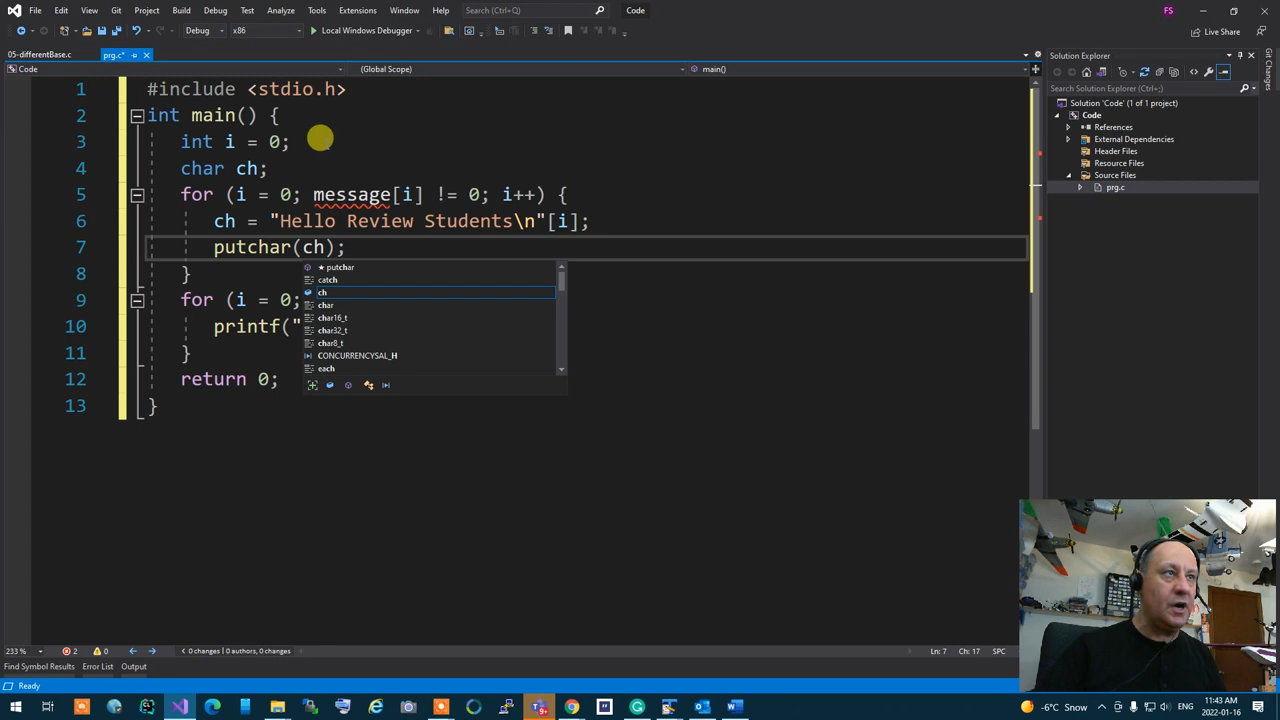 File Edit View Git Project Build Debug Test Analyze Tools Extensions Window Help Search (Ctrl+Q) Code FS
Debug x86 Local Windows Debugger Live Share
05-differentBase.c prg.c*
Code (Global Scope) main()
1 #include <stdio.h>
2 int main() {
3 int i = 0;
4 char ch;
5 for (i = 0; message[i] != 0; i++) {
6 ch = "Hello Review Students\n"[i];
7 putchar(ch);
8 }
9 for (i = 0;
10 printf("
11 }
12 return 0;
13 }
★ putchar
catch
ch
char
char16_t
char32_t
char8_t
CONCURRENCYSAL_H
each
Solution Explorer
Search Solution Explorer (Ctrl+;)
Solution 'Code' (1 of 1 project)
Code
References
External Dependencies
Header Files
Resource Files
Source Files
prg.c
Git Changes
233 % 2 0 0 changes | 0 authors, 0 changes Ln: 7 Ch: 17 SPC
Find Symbol Results Error List Output
Ready
-6°C Snow ENG 11:43 AM
2022-01-16